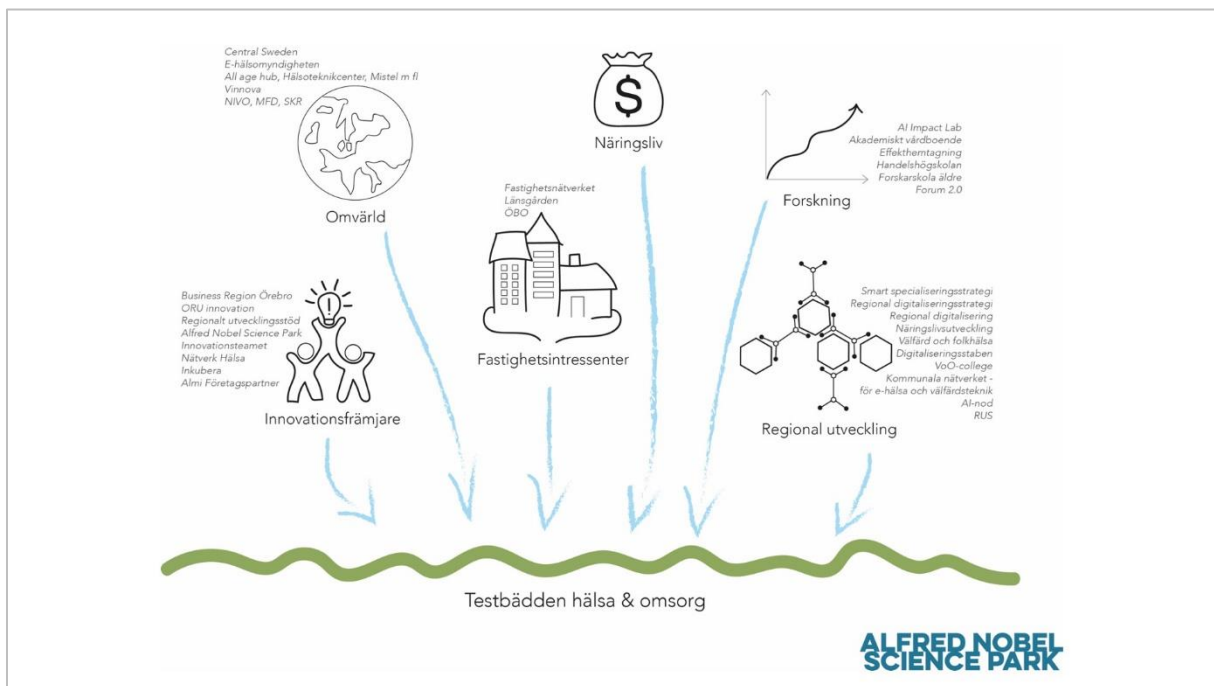 Central Sweden
E-hälsomyndigheten
All age hub, Hälsoteknikcenter, Mistel m fl
Vinnova
NIVO, MFD, SKR
Omvärld
$
Näringsliv
AI Impact Lab
Akademiskt vårdboende
Effekthemtagning
Handelshögskolan
Forskarskola äldre
Forum 2.0
Forskning
Fastighetsnätverket
Länsgården
ÖBO
Fastighetsintressenter
Business Region Örebro
ORU innovation
Regionalt utvecklingsstöd
Alfred Nobel Science Park
Innovationsteamet
Nätverk Hälsa
Inkubera
Almi Företagspartner
Innovationsfrämjare
Smart specialiseringsstrategi
Regional digitaliseringsstrategi
Regional digitalisering
Näringslivsutveckling
Välfärd och folkhälsa
Digitaliseringsstaben
VoO-college
Kommunala nätverket -
för e-hälsa och välfärdsteknik
AI-nod
RUS
Regional utveckling
Testbädden hälsa & omsorg
ALFRED NOBEL
SCIENCE PARK